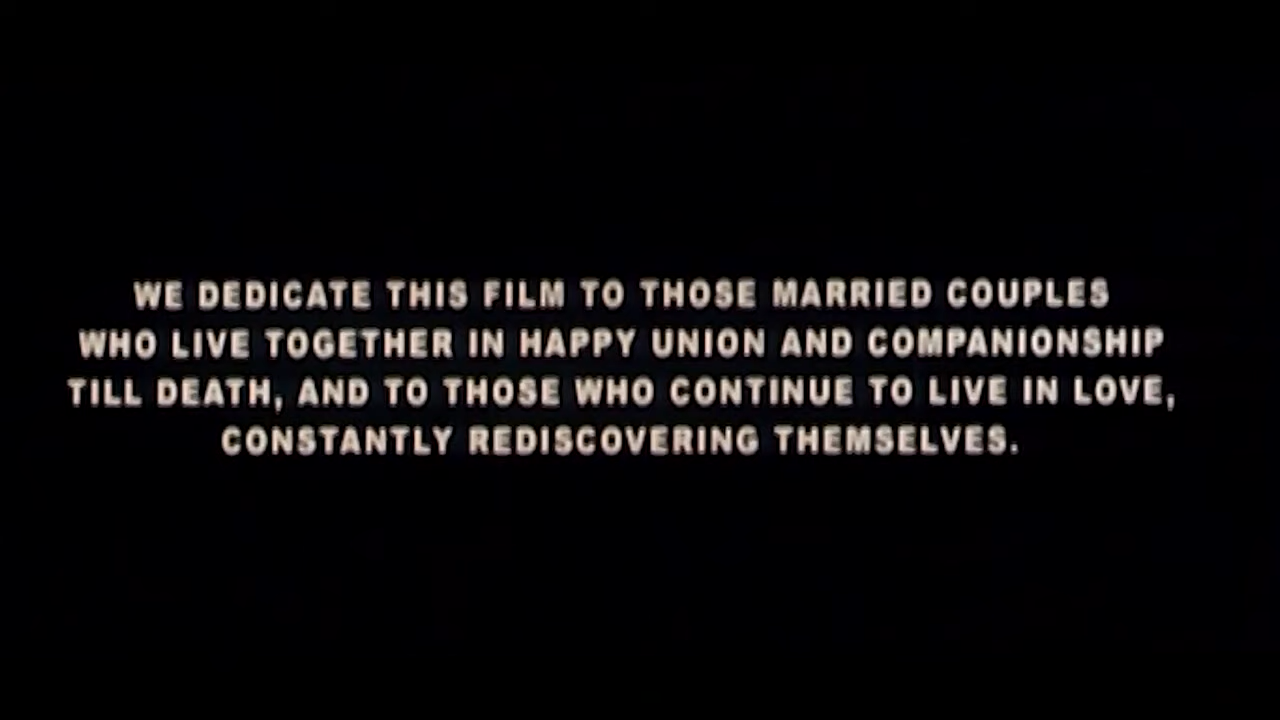 WE DEDICATE THIS FILM TO THOSE MARRIED COUPLES
WHO LIVE TOGETHER IN HAPPY UNION AND COMPANIONSHIP
TILL DEATH, AND TO THOSE WHO CONTINUE TO LIVE IN LOVE,
CONSTANTLY REDISCOVERING THEMSELVES.